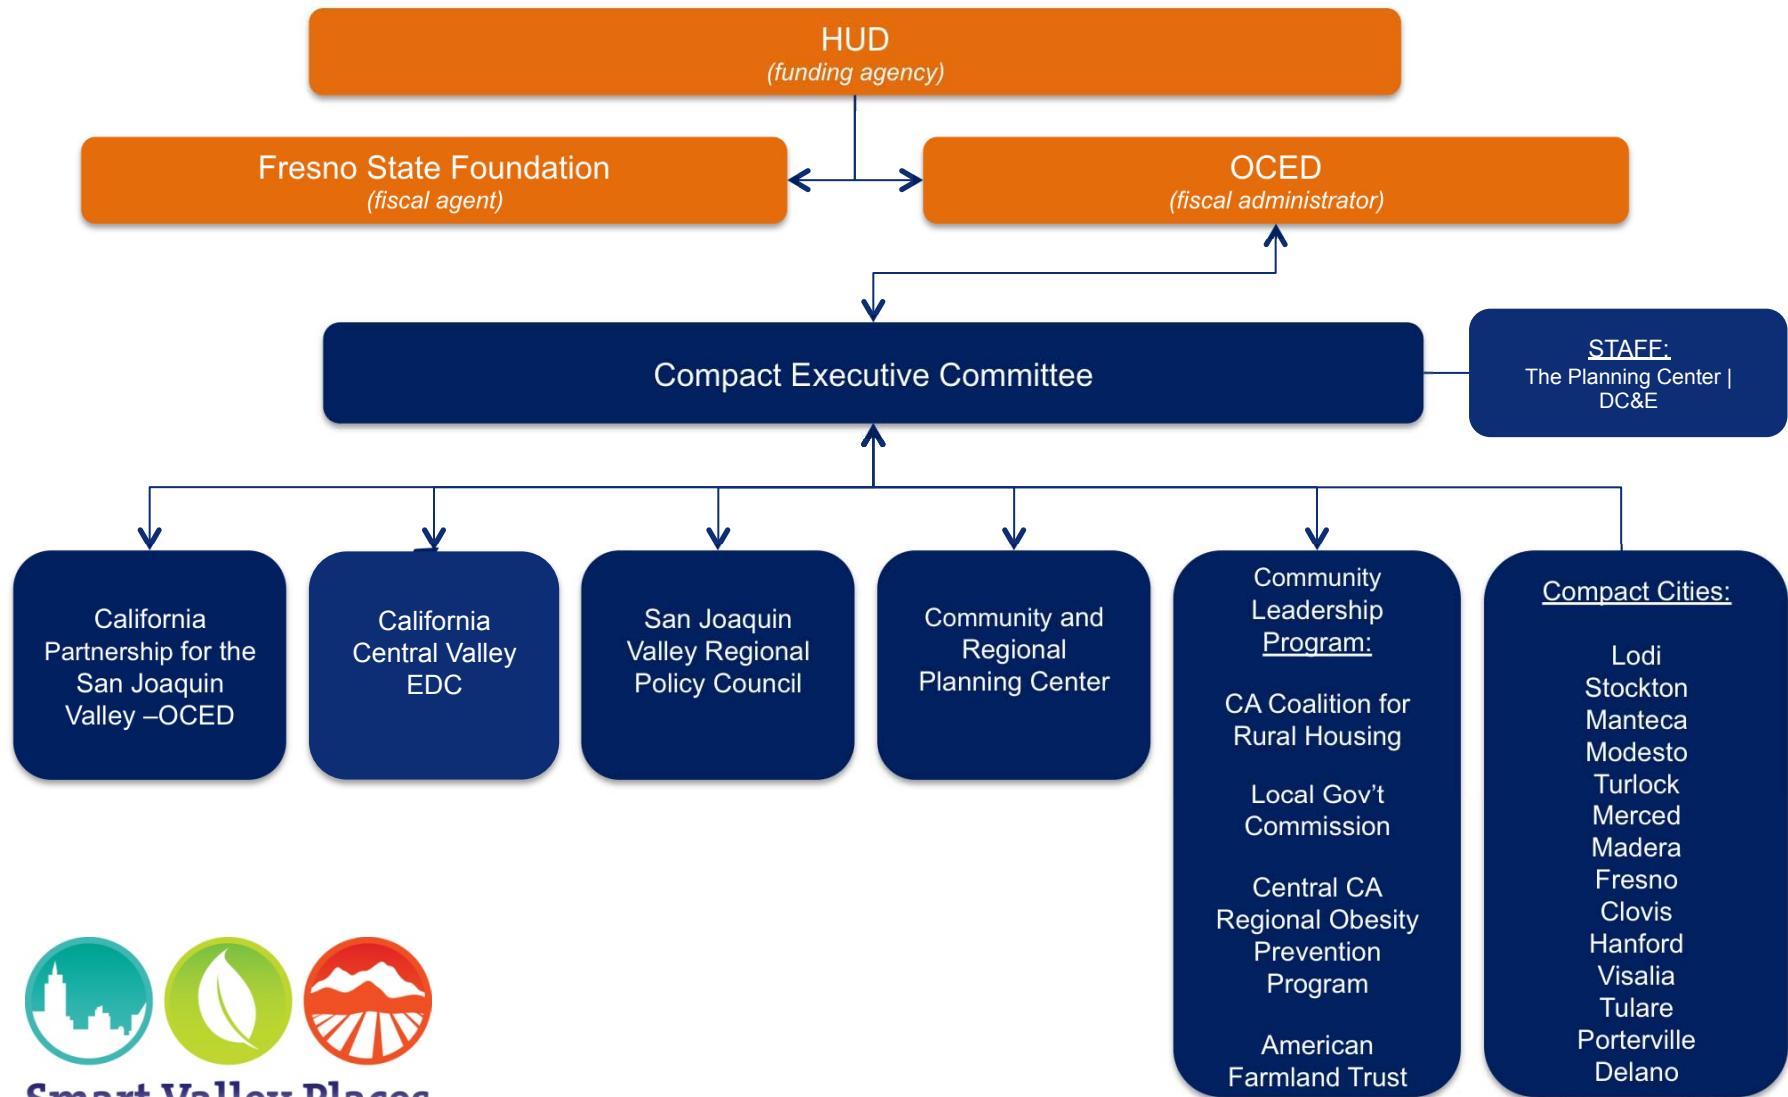 HUD
(funding agency)
Fresno State Foundation
(fiscal agent)
OCED
(fiscal administrator)
Compact Executive Committee
STAFF:
The Planning Center |
DC&E
California
Partnership for the
San Joaquin
Valley –OCED
California
Central Valley
EDC
San Joaquin
Valley Regional
Policy Council
Community and
Regional
Planning Center
Community
Leadership
Program:
CA Coalition for
Rural Housing
Local Gov't
Commission
Central CA
Regional Obesity
Prevention
Program
American
Farmland Trust
Compact Cities:
Lodi
Stockton
Manteca
Modesto
Turlock
Merced
Madera
Fresno
Clovis
Hanford
Visalia
Tulare
Porterville
Delano
Smart Valley Places